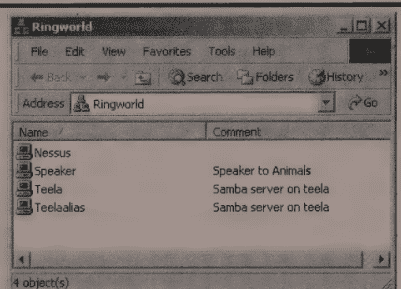 Ringworld
File Edit View Favorites Tools Help
Back Search Folders History »
Address Ringworld Go
Name Comment
Nessus
Speaker Speaker to Animals
Teela Samba server on teela
Teelaalias Samba server on teela
4 object(s)